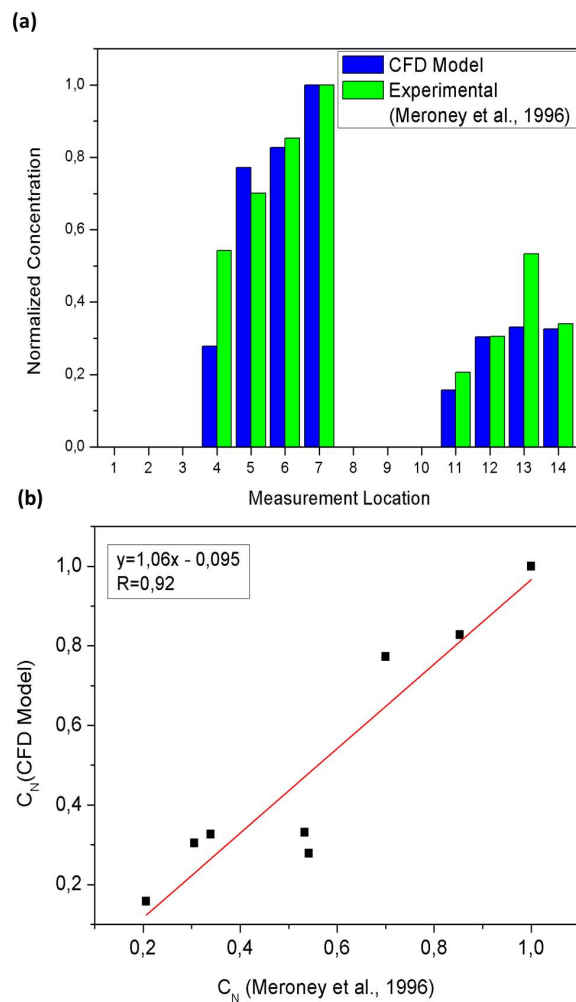 (a)
CFD Model
Experimental
(Meroney et al., 1996)
1,0
0,8
0,6
0,4
0,2
0,0
Normalized Concentration
1 2 3 4 5 6 7 8 9 10 11 12 13 14
Measurement Location
(b)
y=1,06x - 0,095
R=0,92
1,0
0,8
0,6
0,4
0,2
C_N(CFD Model)
0,2 0,4 0,6 0,8 1,0
C_N (Meroney et al., 1996)